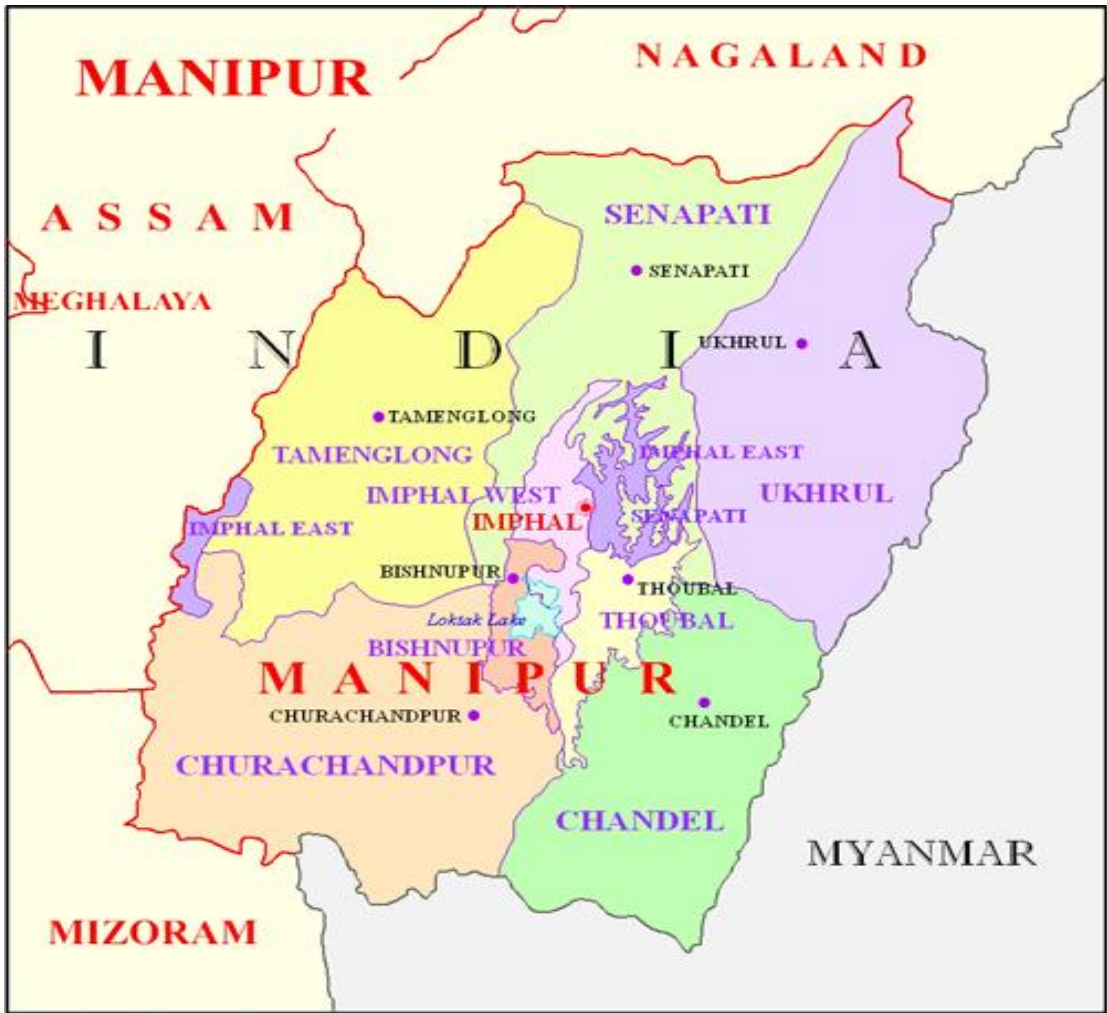 NAGALAND
MANIPUR
ASSAM
SENAPATI
SENAPATI
MEGHALAYA
INDIA
UKHRUL
TAMENGLONG
TAMENGLONG
IMPHAL EAST
IMPHAL WEST
UKHRUL
IMPHAL
SENAPATI
IMPHAL EAST
BISHNUPUR
THOUBAL
Loktak Lake
THOUBAL
BISHNUPUR
MANIPUR
CHURACHANDPUR
CHANDEL
CHURACHANDPUR
CHANDEL
MYANMAR
MIZORAM